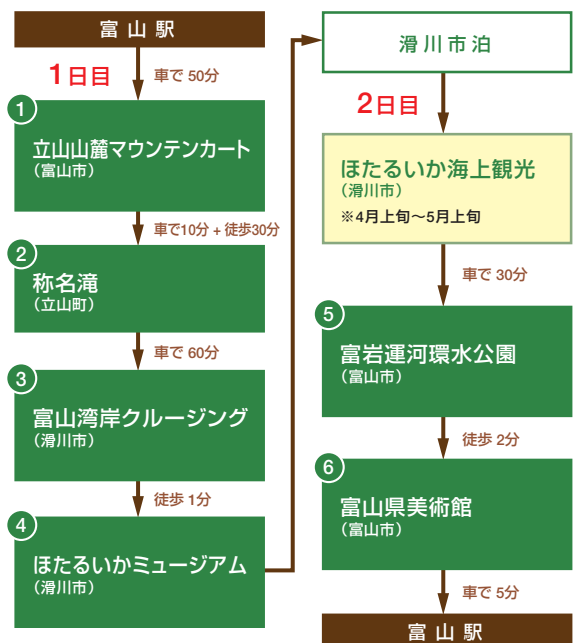 富山駅
1日目
車で50分
1
立山山麓マウンテンカート
(富山市)
車で10分 + 徒歩30分
2
称名滝
(立山町)
車で 60分
3
富山湾岸クルージング
(滑川市)
徒歩 1分
4
ほたるいかミュージアム
(滑川市)
滑川市泊
2日目
ほたるいか海上観光
(滑川市)
※4月上旬〜5月上旬
車で 30分
5
富岩運河環水公園
(富山市)
徒歩 2分
6
富山県美術館
(富山市)
車で 5分
富山駅